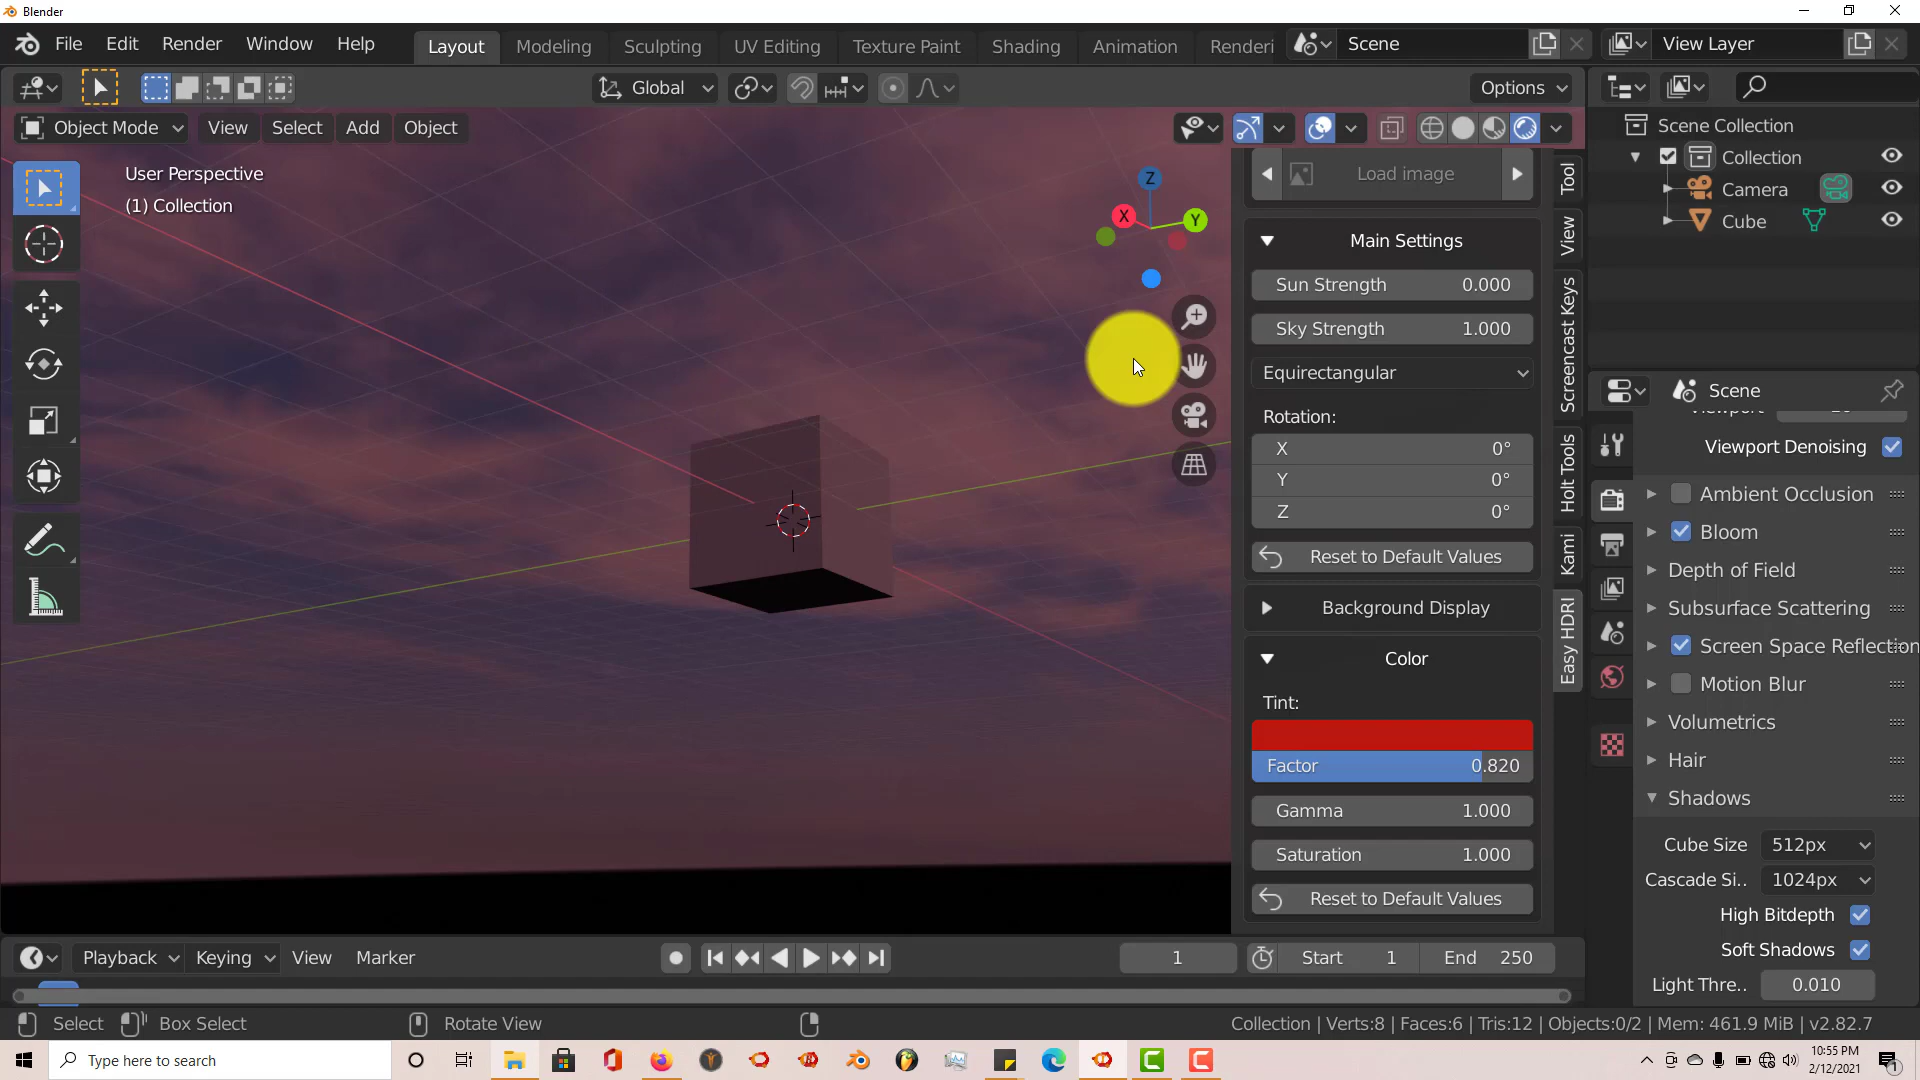 Blender
File Edit Render Window Help
Layout Modeling Sculpting UV Editing Texture Paint Shading Animation Renderi
Scene
View Layer
Global
Options
Object Mode View Select Add Object
User Perspective
(1) Collection
Z
X
Y
Load image
Main Settings
Sun Strength 0.000
Sky Strength 1.000
Equirectangular
Rotation:
X 0°
Y 0°
Z 0°
Reset to Default Values
Background Display
Color
Tint:
Factor 0.820
Gamma 1.000
Saturation 1.000
Reset to Default Values
Tool
View
Screencast Keys
Holt Tools
Kami
Easy HDRI
Scene Collection
Collection
Camera
Cube
Scene
Viewport Denoising
Ambient Occlusion
Bloom
Depth of Field
Subsurface Scattering
Screen Space Reflection
Motion Blur
Volumetrics
Hair
Shadows
Cube Size 512px
Cascade Si.. 1024px
High Bitdepth
Soft Shadows
Light Thre.. 0.010
Playback Keying View Marker
1
Start 1
End 250
Select Box Select Rotate View
Collection | Verts:8 | Faces:6 | Tris:12 | Objects:0/2 | Mem: 461.9 MiB | v2.82.7
Type here to search
10:55 PM
2/12/2021
1